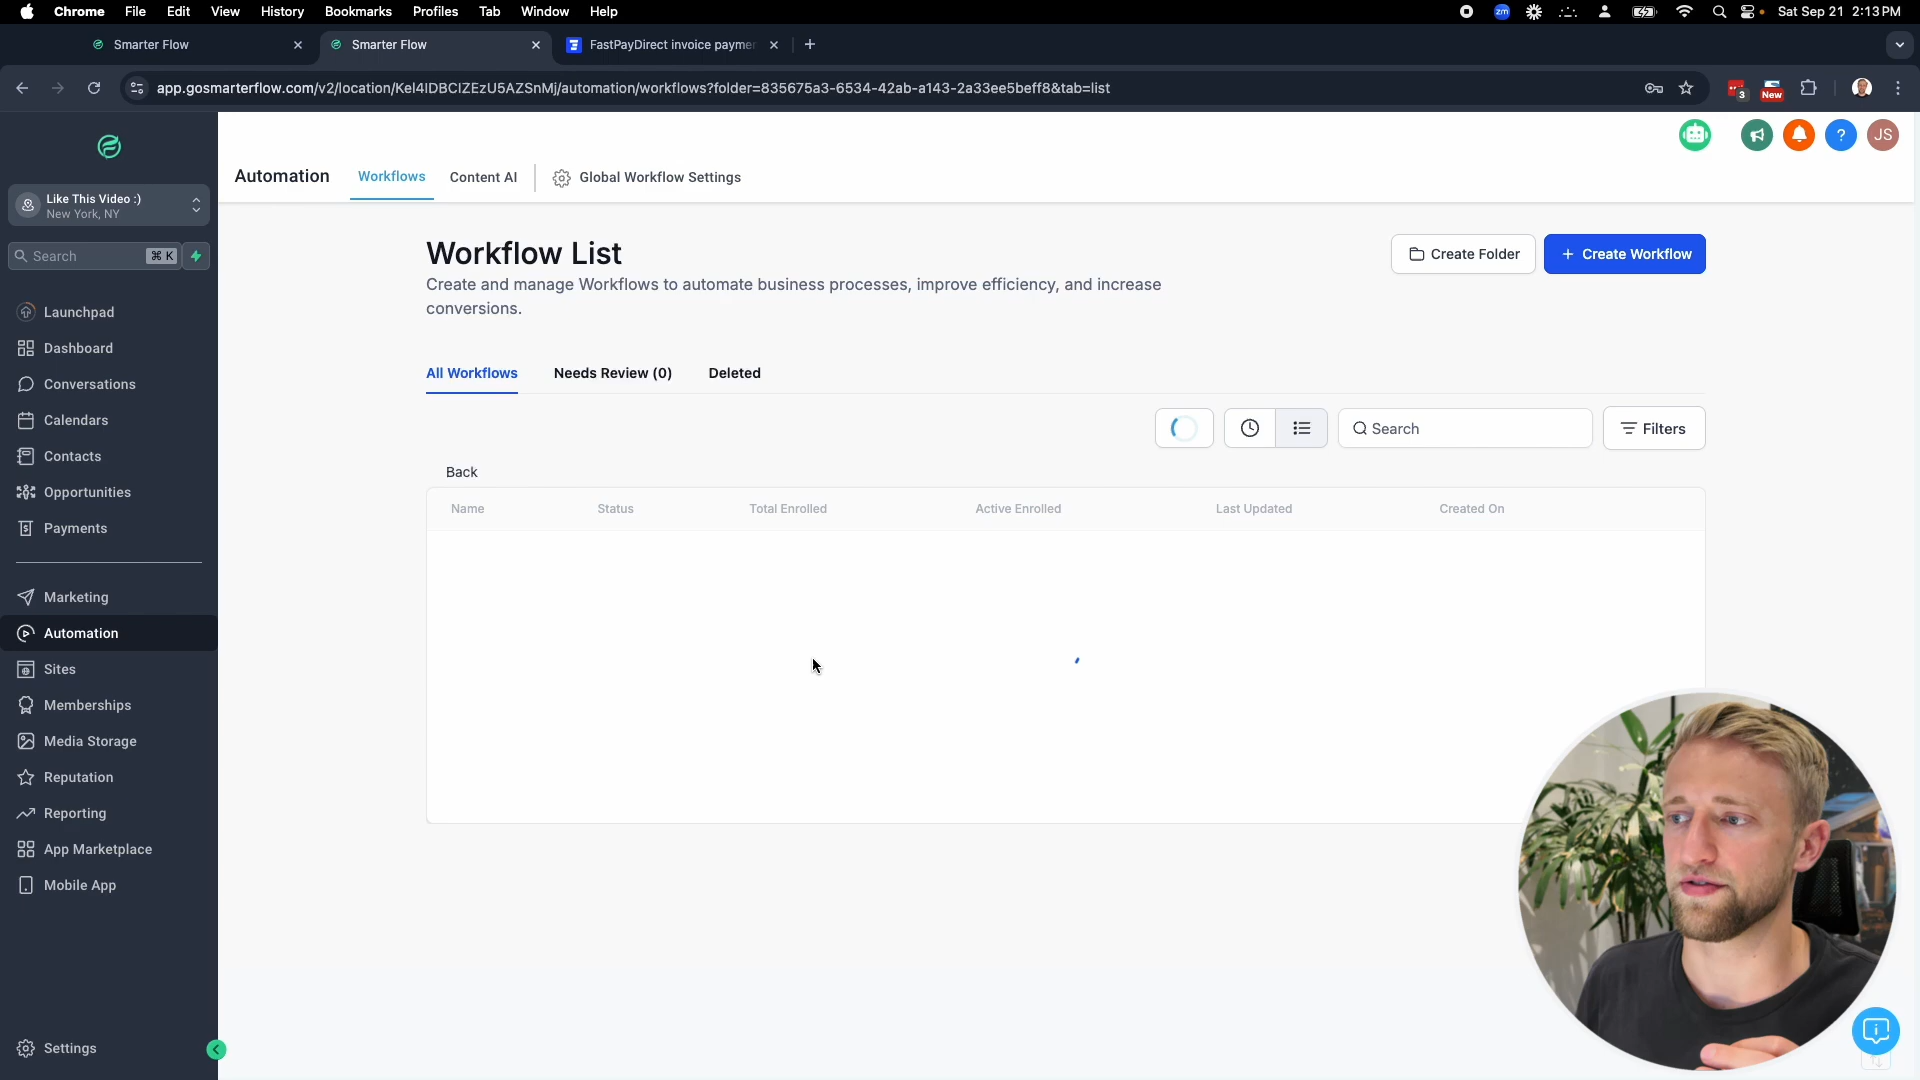 Chrome File Edit View History Bookmarks Profiles Tab Window Help zm Sat Sep 21 2:13 PM
Smarter Flow Smarter Flow FastPayDirect invoice paymen
app.gosmarterflow.com/v2/location/Kel4IDBCIZEzU5AZSnMj/automation/workflows?folder=835675a3-6534-42ab-a143-2a33ee5beff8&tab=list 3 New
? JS
Automation Workflows Content AI Global Workflow Settings
Like This Video :)
New York, NY
Search ⌘ K
Launchpad
Dashboard
Conversations
Calendars
Contacts
Opportunities
Payments
Marketing
Automation
Sites
Memberships
Media Storage
Reputation
Reporting
App Marketplace
Mobile App
Settings
Workflow List
Create and manage Workflows to automate business processes, improve efficiency, and increase
conversions.
Create Folder + Create Workflow
All Workflows Needs Review (0) Deleted
Search Filters
Back
Name Status Total Enrolled Active Enrolled Last Updated Created On